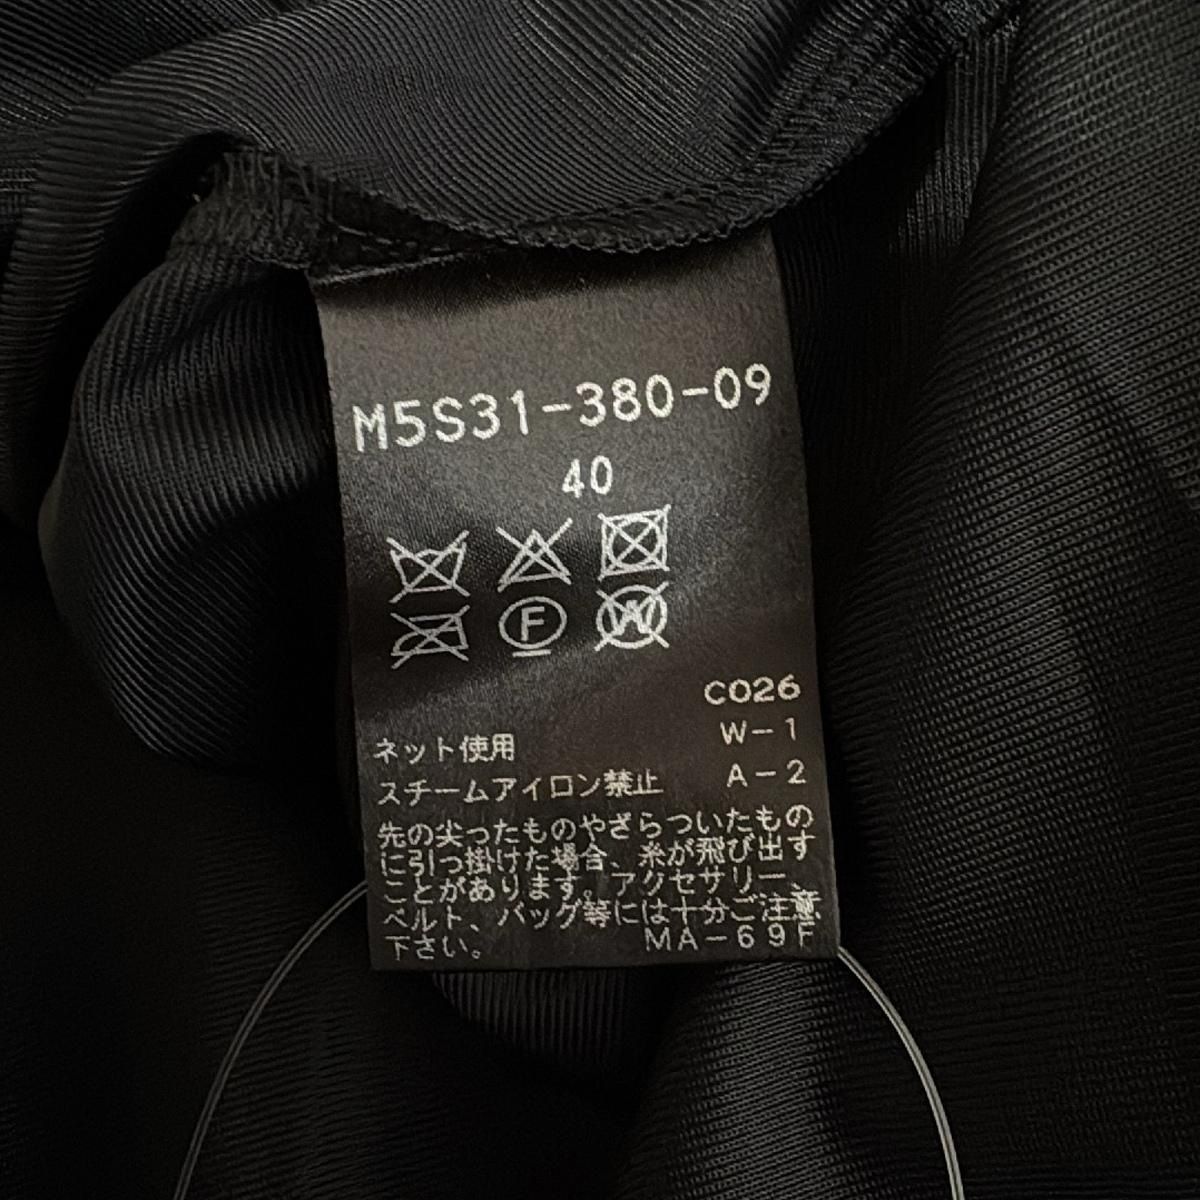 M5S31-380-09
40
F W
C026
ネット使用 W-1
スチームアイロン禁止 A-2
先の尖ったものやざらついたもの
に引っ掛けた場合、糸が飛び出す
ことがあります。アクセサリー、
ベルト、バッグ等には十分ご注意
下さい。 MA-69F